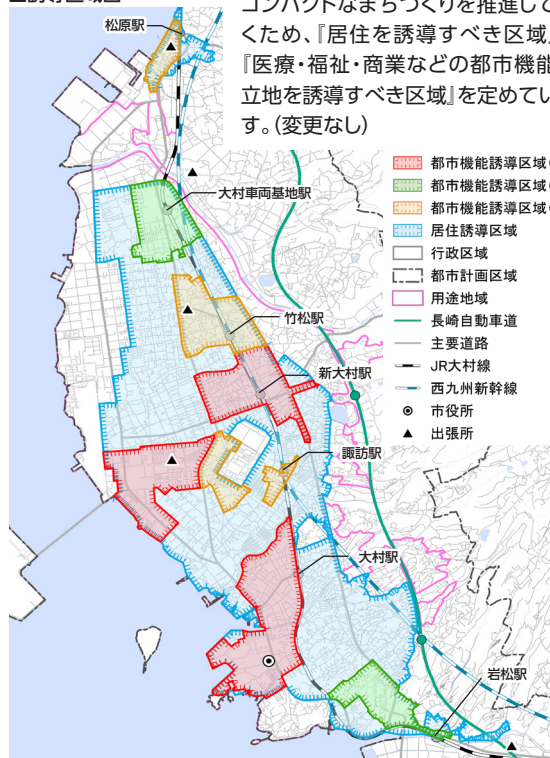 コンパクトなまちづくりを推進して
くため、『居住を誘導すべき区域』
『医療・福祉・商業などの都市機能
立地を誘導すべき区域』を定めてい
す。(変更なし)
松原駅
大村車両基地駅
竹松駅
新大村駅
諏訪駅
大村駅
岩松駅
都市機能誘導区域
都市機能誘導区域
都市機能誘導区域
居住誘導区域
行政区域
都市計画区域
用途地域
長崎自動車道
主要道路
JR大村線
西九州新幹線
市役所
出張所